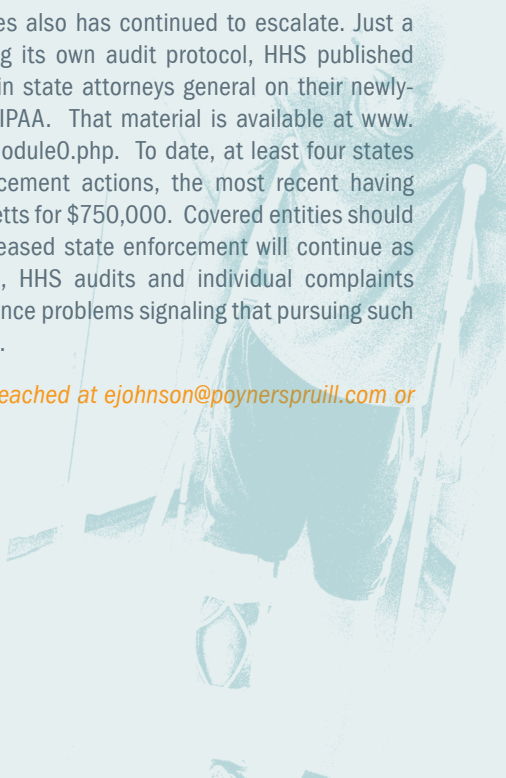 es also has continued to escalate. Just a
g its own audit protocol, HHS published
in state attorneys general on their newly-
IPAA. That material is available at www.
odule0.php. To date, at least four states
cement actions, the most recent having
etts for $750,000. Covered entities should
eased state enforcement will continue as
, HHS audits and individual complaints
nce problems signaling that pursuing such
.
eached at ejohnson@poynerspruill.com or